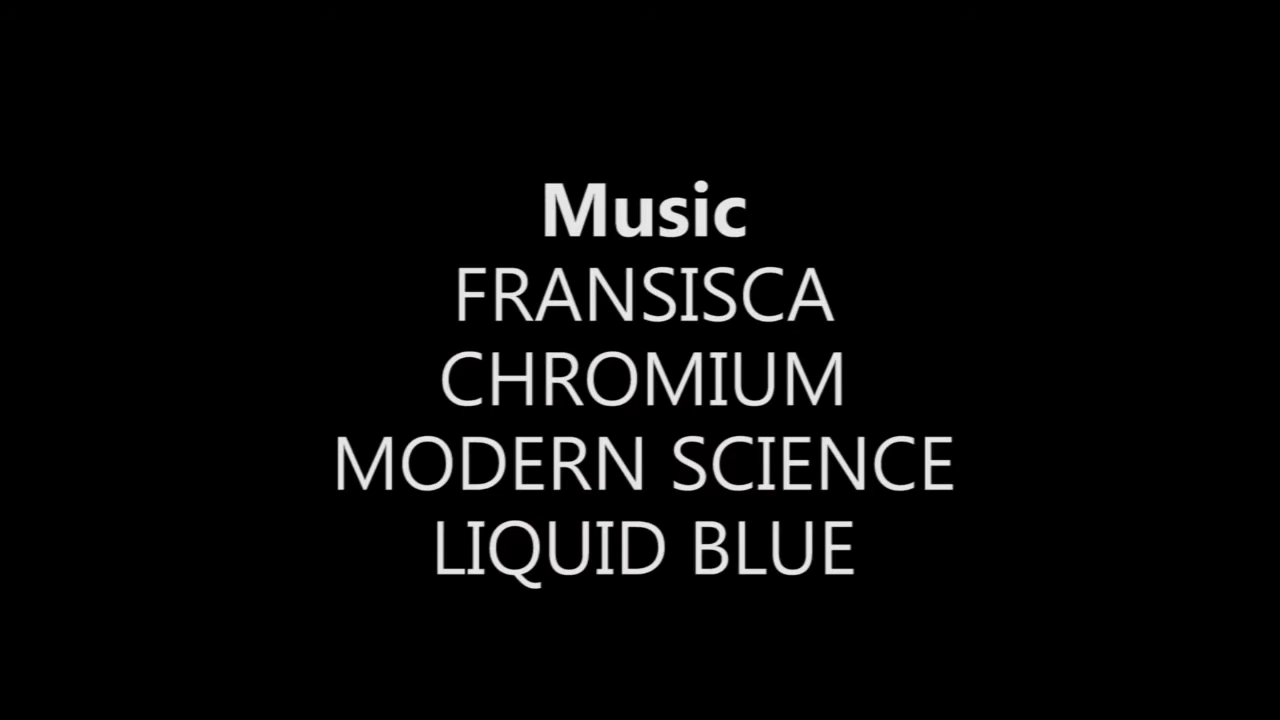 Music
FRANSISCA
CHROMIUM
MODERN SCIENCE
LIQUID BLUE